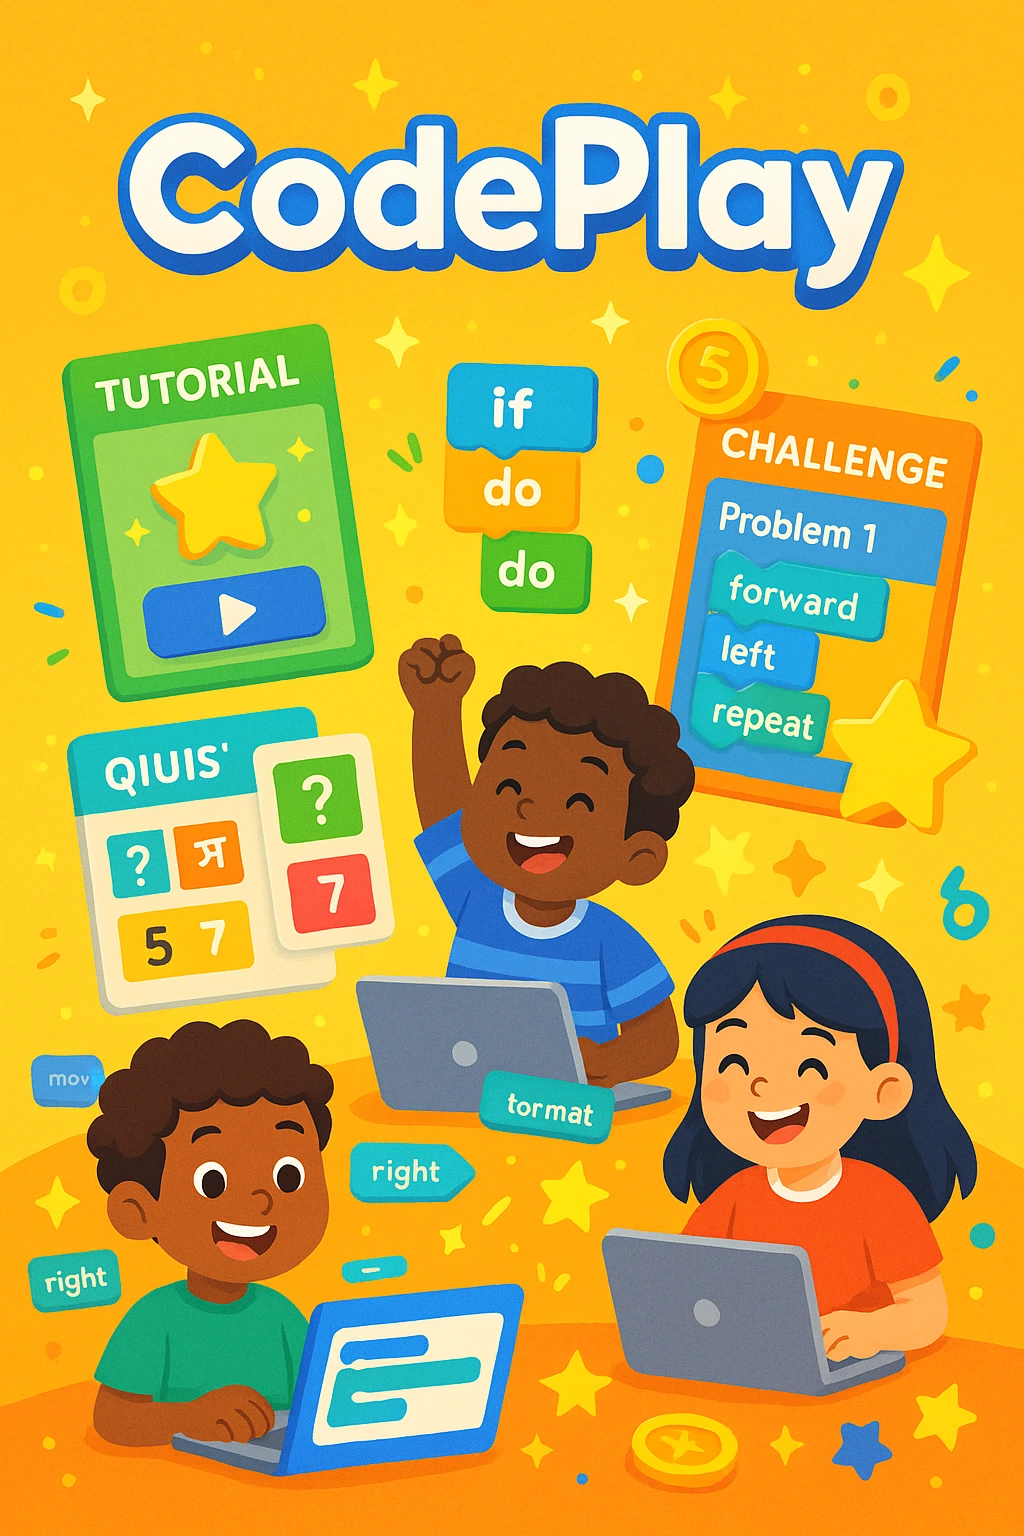 CodePlay
TUTORIAL
if
do
do
5
CHALLENGE
Problem 1
forward
left
repeat
QIUIS'
?
?
7
5 7
mov
tormat
right
right